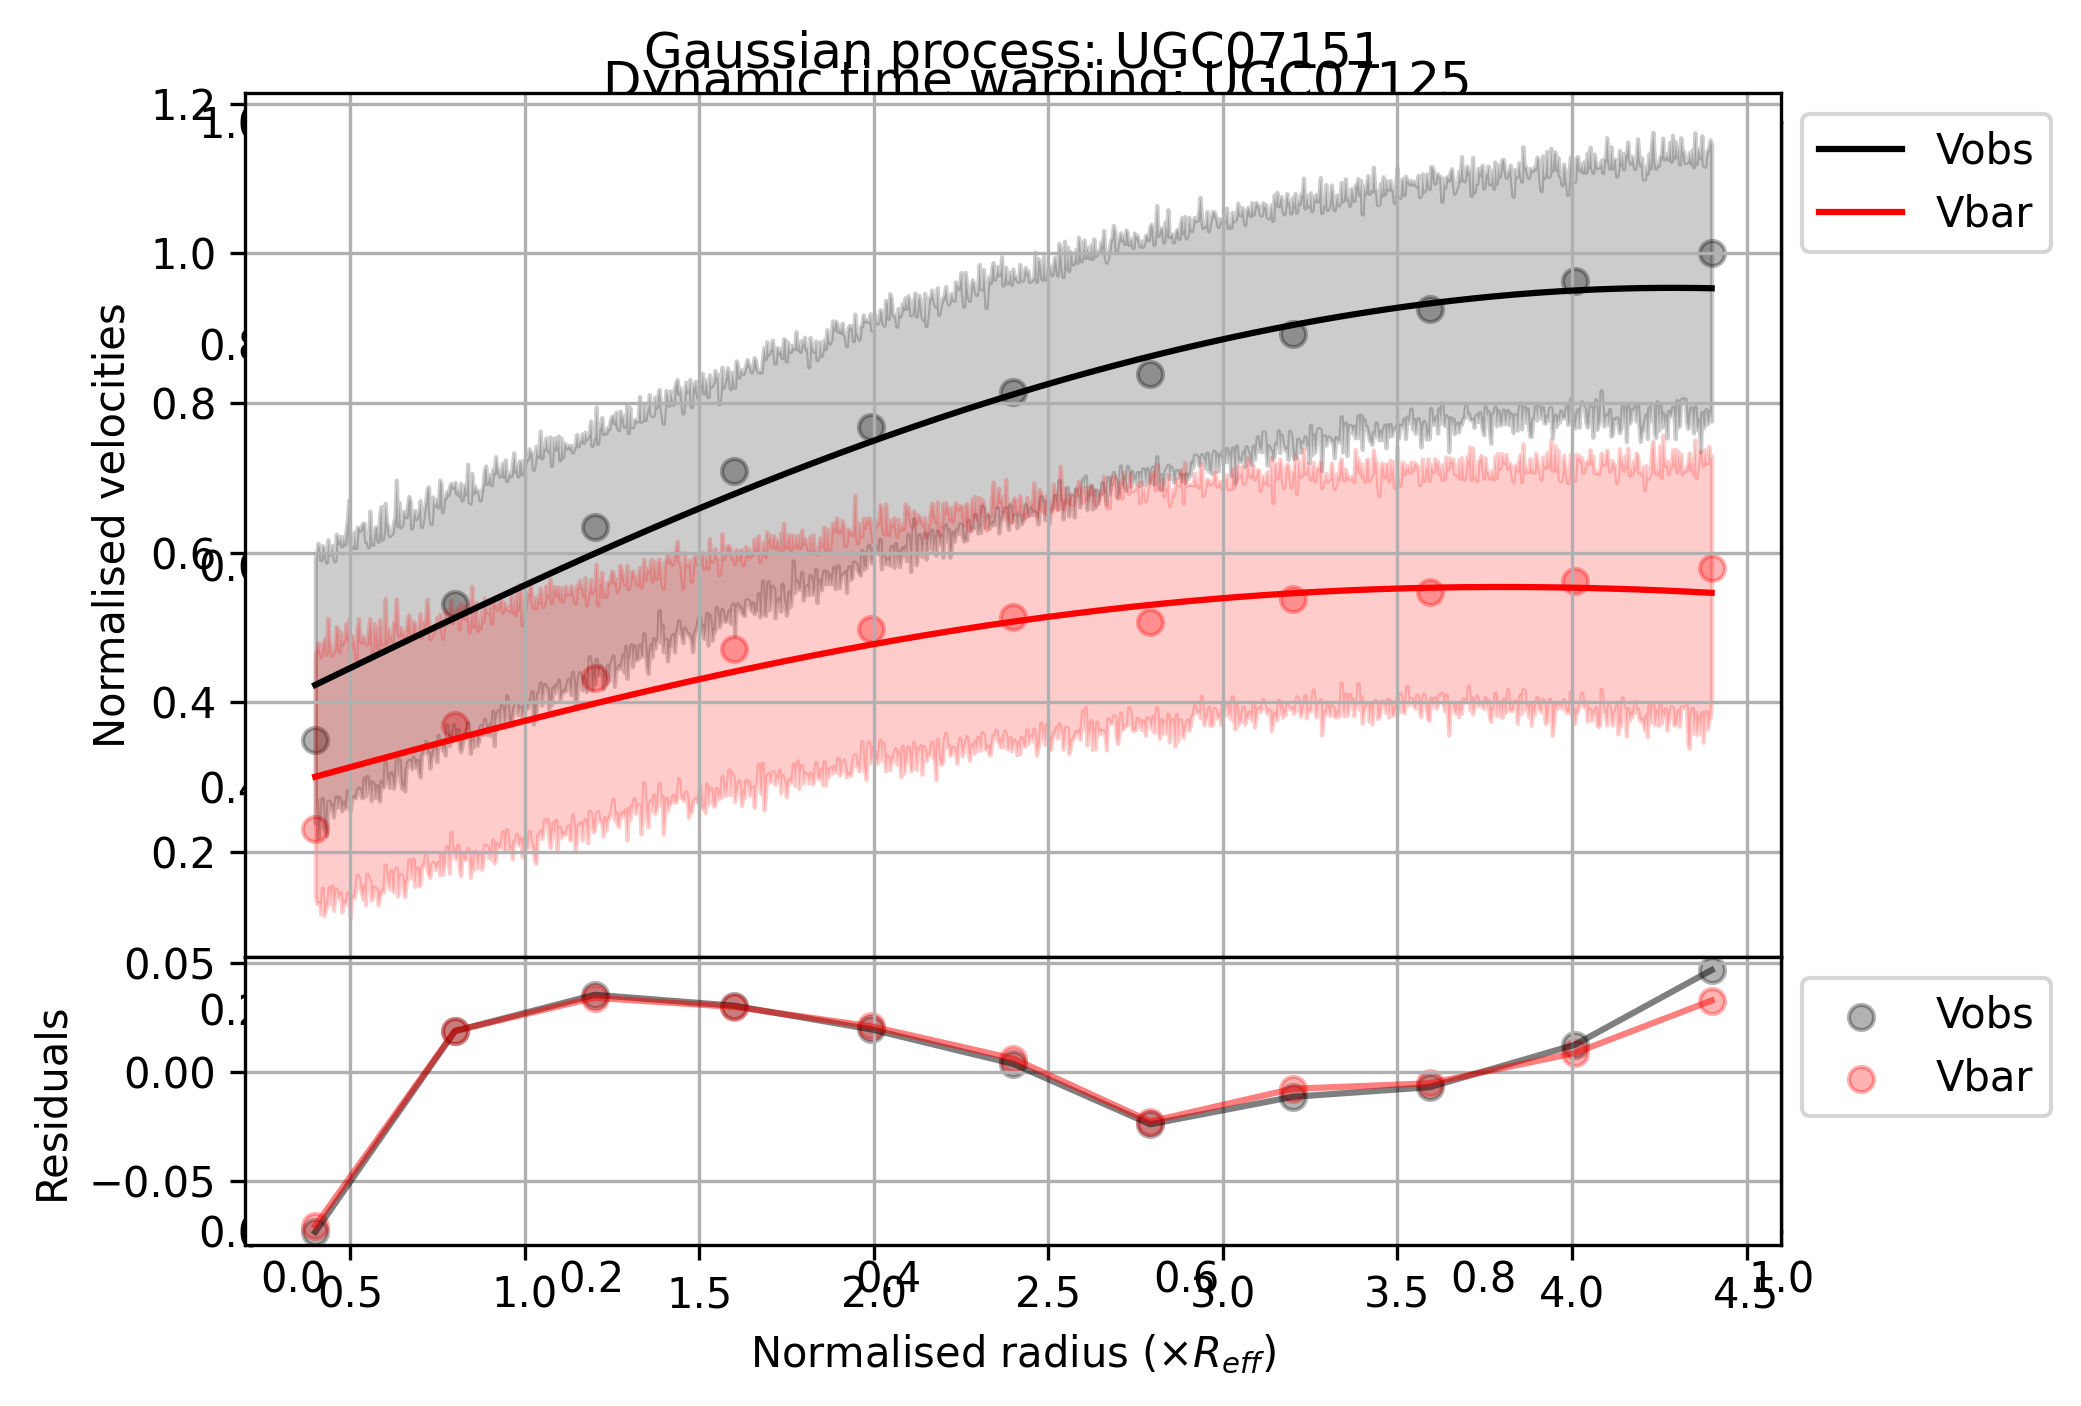 Gaussian process: UGC07151
Dynamic time warping: UGC07125
1.2
1.0
0.8
0.6
0.4
0.2
Normalised velocities
Vobs
Vbar
0.05
0.00
−0.05
Residuals
Vobs
Vbar
0.0 0.2 0.4 0.6 0.8 1.0
0.5 1.0 1.5 2.0 2.5 3.0 3.5 4.0 4.5
Normalised radius (×R_eff)